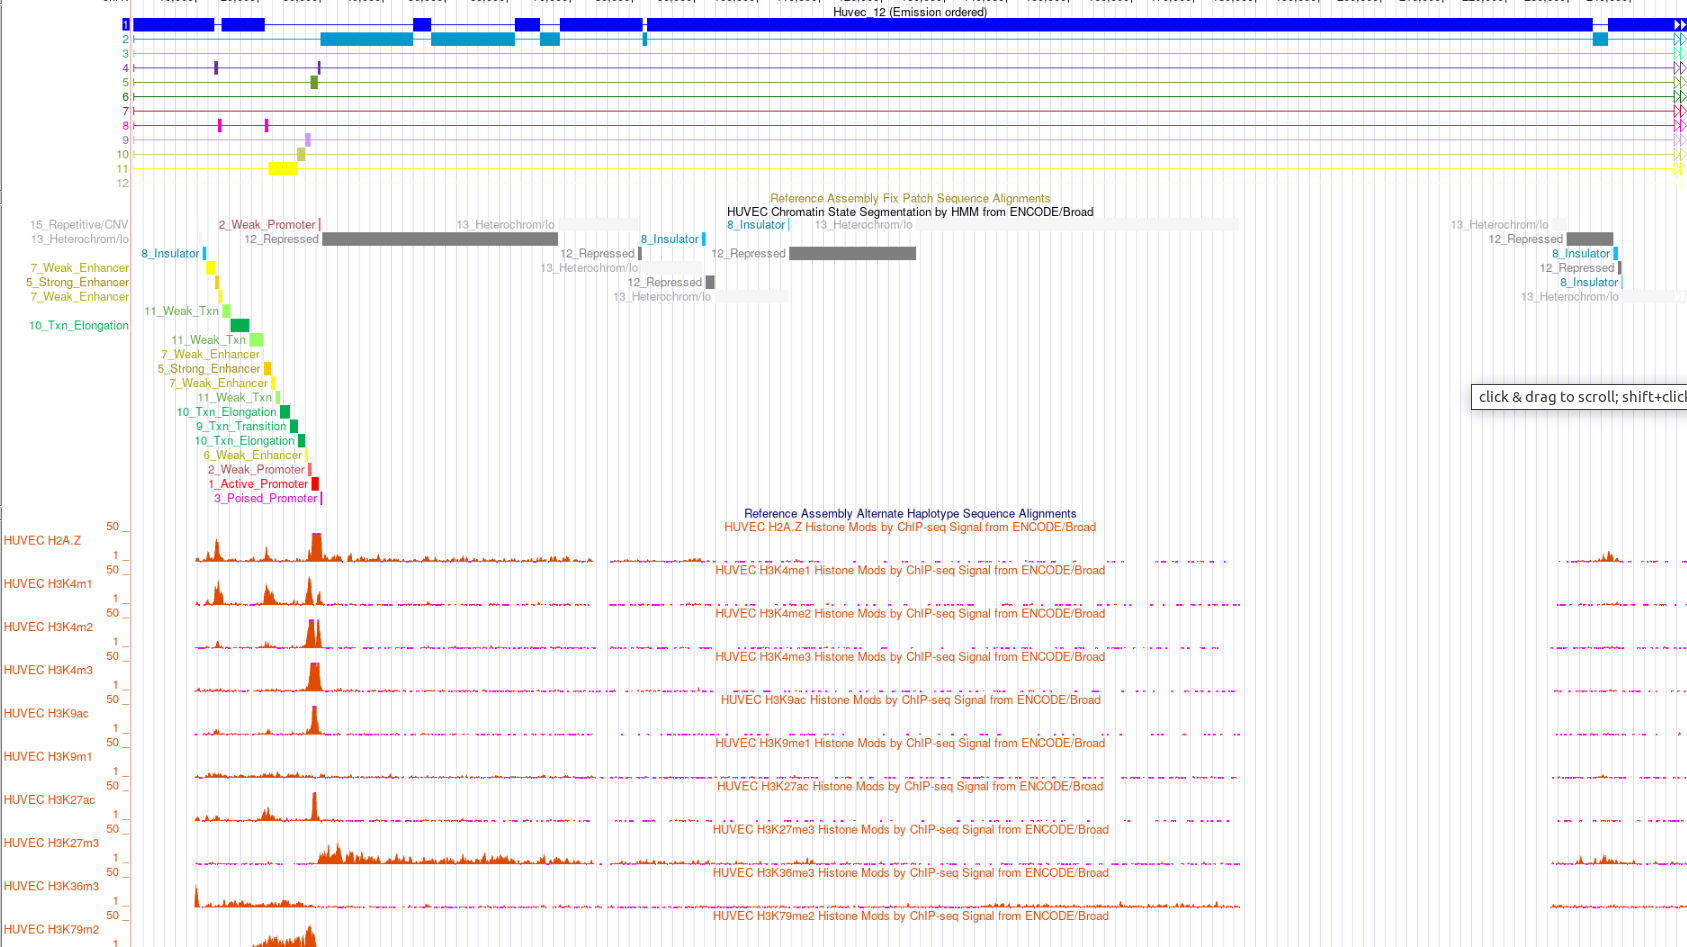 Huvec_12 (Emission ordered)
1
2
3
4
5
6
7
8
9
10
11
12
Reference Assembly Fix Patch Sequence Alignments
HUVEC Chromatin State Segmentation by HMM from ENCODE/Broad
15_Repetitive/CNV 2_Weak_Promoter 13_Heterochrom/lo 8_Insulator 13_Heterochrom/lo 13_Heterochrom/lo
13_Heterochrom/lo 12_Repressed 8_Insulator 12_Repressed
8_Insulator 12_Repressed 12_Repressed 8_Insulator
7_Weak_Enhancer 13_Heterochrom/lo 12_Repressed
5_Strong_Enhancer 12_Repressed 8_Insulator
7_Weak_Enhancer 13_Heterochrom/lo 13_Heterochrom/lo
11_Weak_Txn
10_Txn_Elongation
11_Weak_Txn
7_Weak_Enhancer
5_Strong_Enhancer
7_Weak_Enhancer
11_Weak_Txn
click & drag to scroll; shift+click
10_Txn_Elongation
9_Txn_Transition
10_Txn_Elongation
6_Weak_Enhancer
2_Weak_Promoter
1_Active_Promoter
3_Poised_Promoter
Reference Assembly Alternate Haplotype Sequence Alignments
HUVEC H2A.Z Histone Mods by ChIP-seq Signal from ENCODE/Broad
50
HUVEC H2A.Z
1
HUVEC H3K4me1 Histone Mods by ChIP-seq Signal from ENCODE/Broad
50
HUVEC H3K4m1
1
HUVEC H3K4me2 Histone Mods by ChIP-seq Signal from ENCODE/Broad
50
HUVEC H3K4m2
1
HUVEC H3K4me3 Histone Mods by ChIP-seq Signal from ENCODE/Broad
50
HUVEC H3K4m3
1
HUVEC H3K9ac Histone Mods by ChIP-seq Signal from ENCODE/Broad
50
HUVEC H3K9ac
1
HUVEC H3K9me1 Histone Mods by ChIP-seq Signal from ENCODE/Broad
50
HUVEC H3K9m1
1
HUVEC H3K27ac Histone Mods by ChIP-seq Signal from ENCODE/Broad
50
HUVEC H3K27ac
1
HUVEC H3K27me3 Histone Mods by ChIP-seq Signal from ENCODE/Broad
50
HUVEC H3K27m3
1
HUVEC H3K36me3 Histone Mods by ChIP-seq Signal from ENCODE/Broad
50
HUVEC H3K36m3
1
HUVEC H3K79me2 Histone Mods by ChIP-seq Signal from ENCODE/Broad
50
HUVEC H3K79m2
1